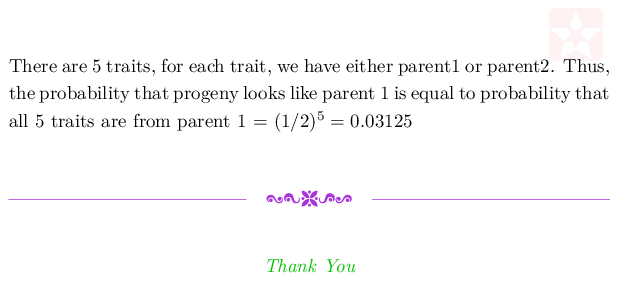 There are 5 traits, for each trait, we have either parent1 or parent2. Thus,
the probability that progeny looks like parent 1 is equal to probability that
all 5 traits are from parent 1 = (1/2)⁵ = 0.03125
Thank You